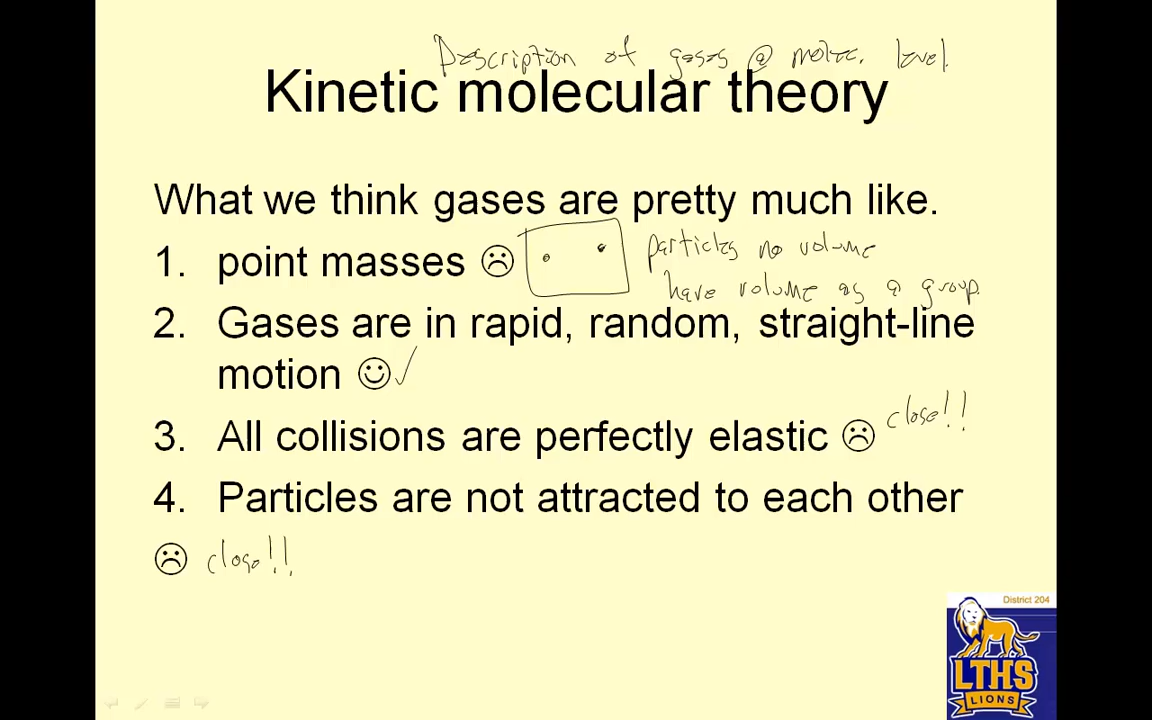 Description of gases @ molec. level.
Kinetic molecular theory
What we think gases are pretty much like.
1. point masses ☹ particles no volume
have volume as a group.
2. Gases are in rapid, random, straight-line
motion ☺✓
3. All collisions are perfectly elastic ☹ close!!
4. Particles are not attracted to each other
☹ close!!
District 204
LTHS
LIONS